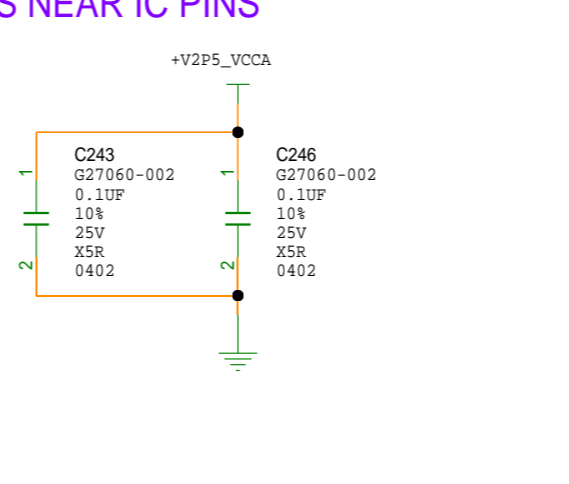 S NEAR IC PINS
+V2P5_VCCA
C243
G27060-002
0.1UF
10%
25V
X5R
0402
1
2
C246
G27060-002
0.1UF
10%
25V
X5R
0402
1
2